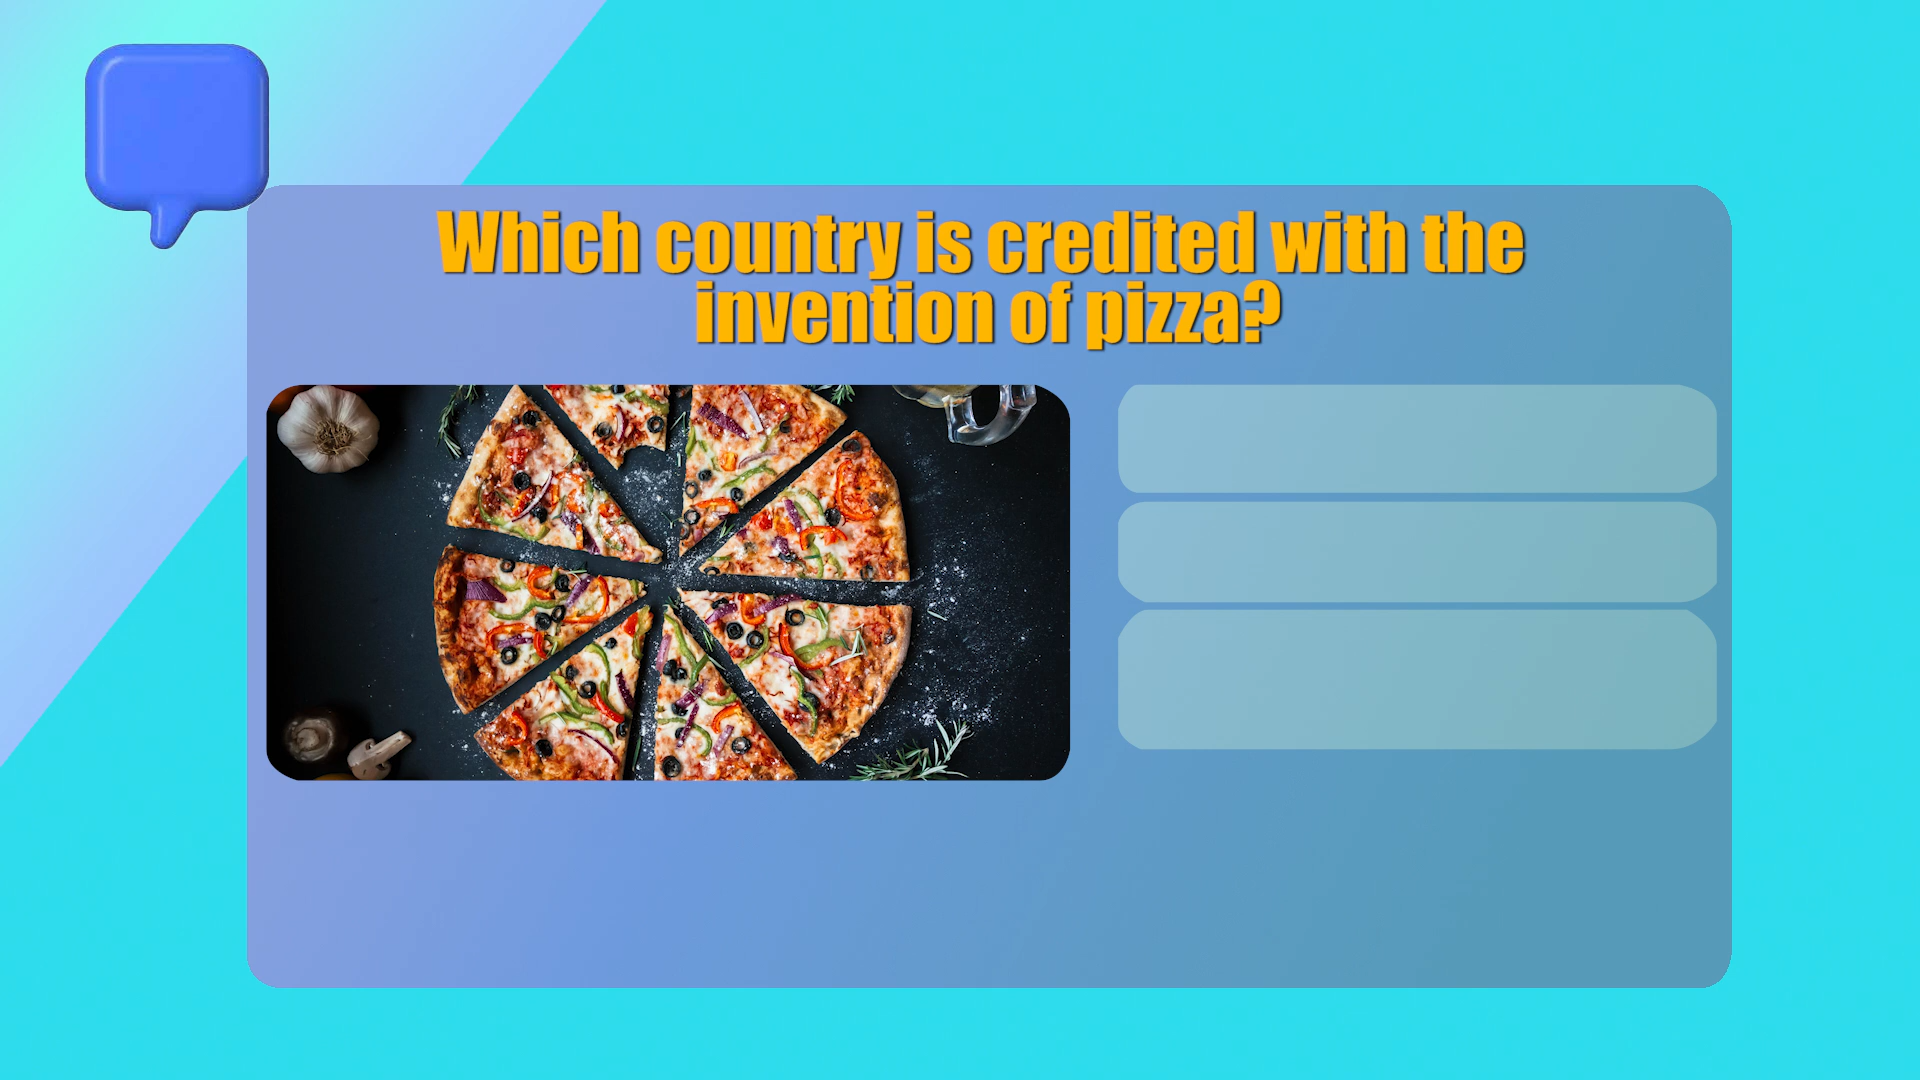 Which country is credited with the
invention of pizza?